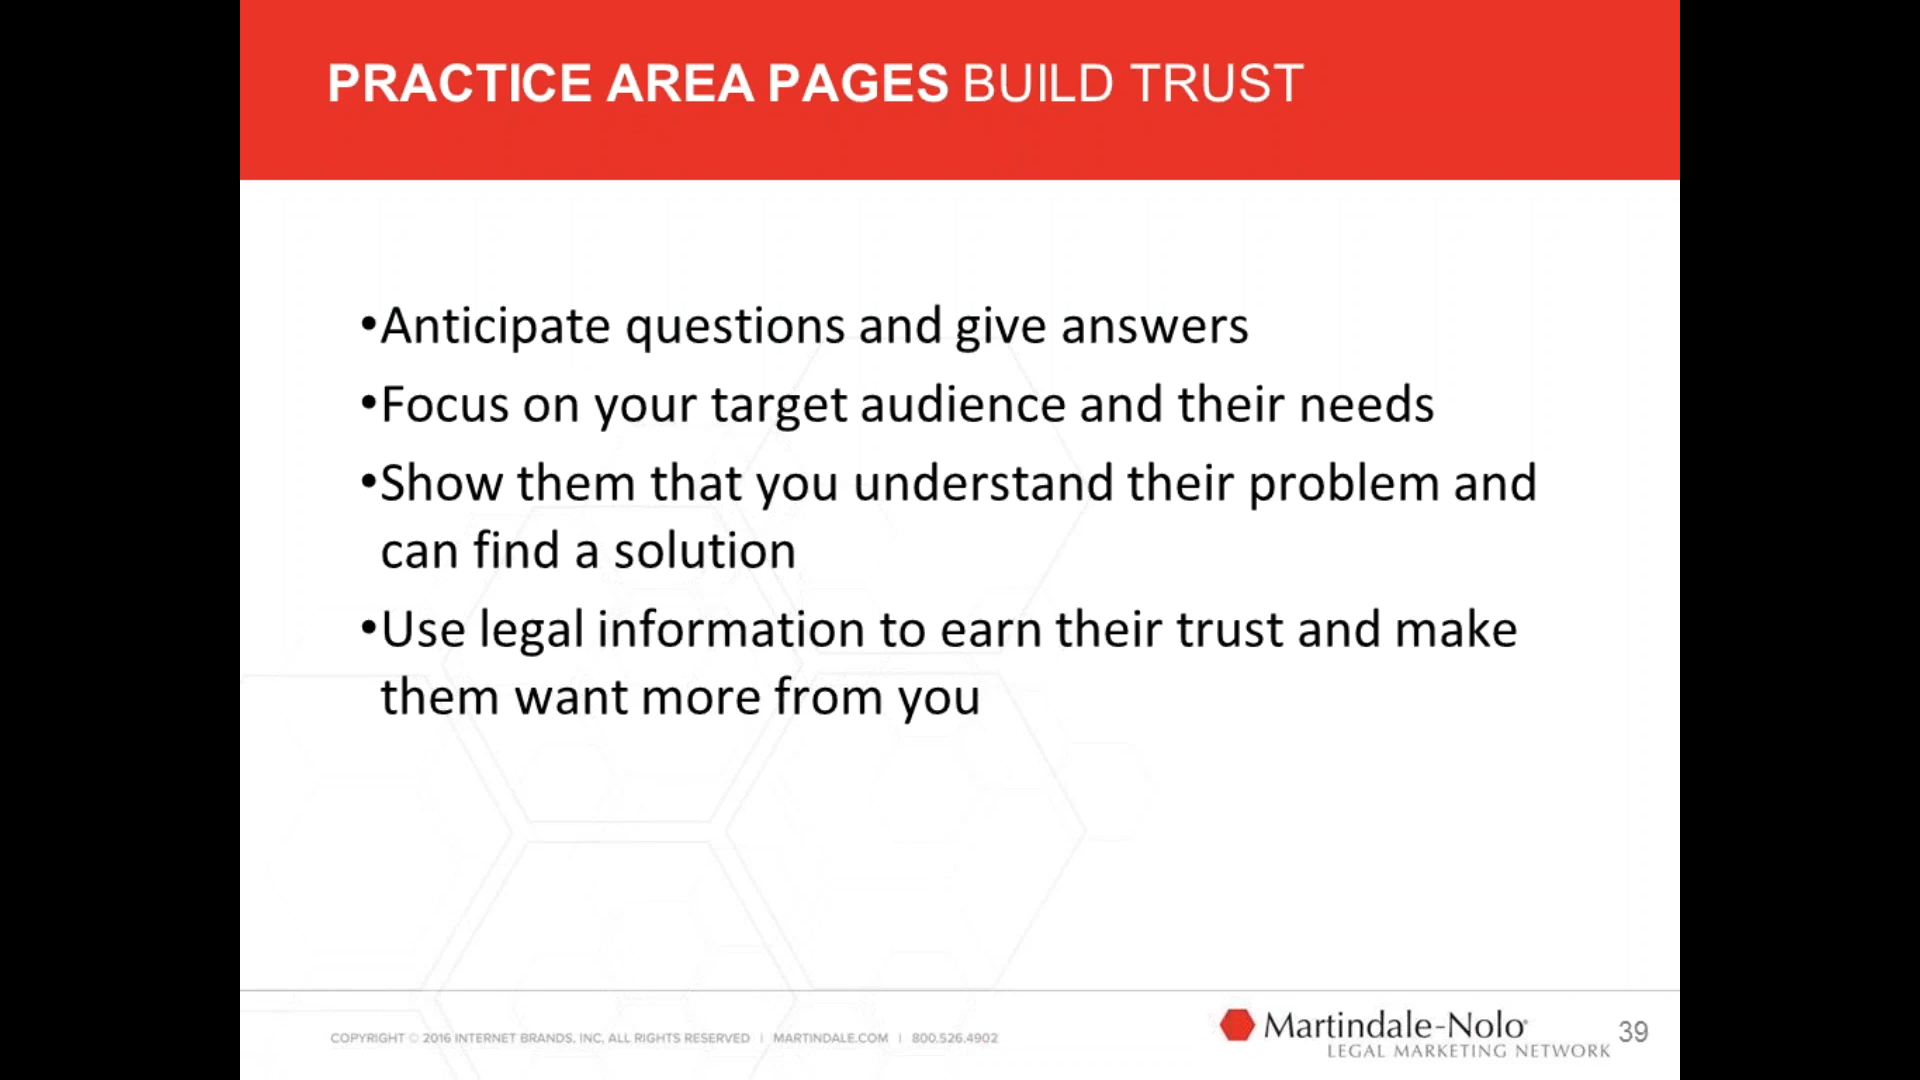 PRACTICE AREA PAGES BUILD TRUST
•Anticipate questions and give answers
•Focus on your target audience and their needs
•Show them that you understand their problem and
can find a solution
•Use legal information to earn their trust and make
them want more from you
COPYRIGHT © 2016 INTERNET BRANDS, INC. ALL RIGHTS RESERVED | MARTINDALE.COM | 800.526.4902
Martindale-Nolo®
LEGAL MARKETING NETWORK
39